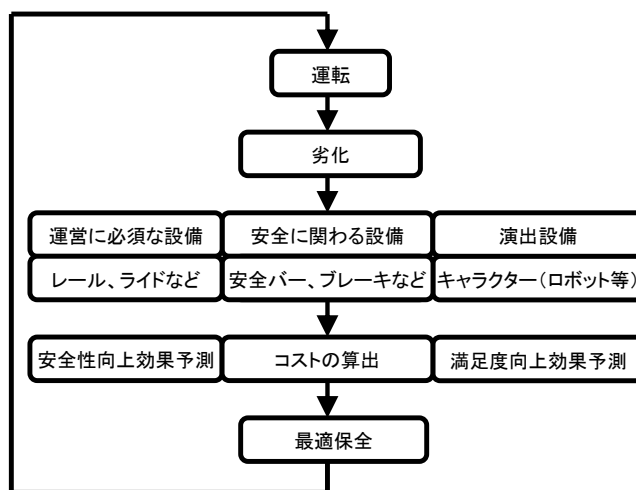 運転
劣化
運営に必須な設備
安全に関わる設備
演出設備
レール、ライドなど
安全バー、ブレーキなど
キャラクター(ロボット等)
安全性向上効果予測
コストの算出
満足度向上効果予測
最適保全